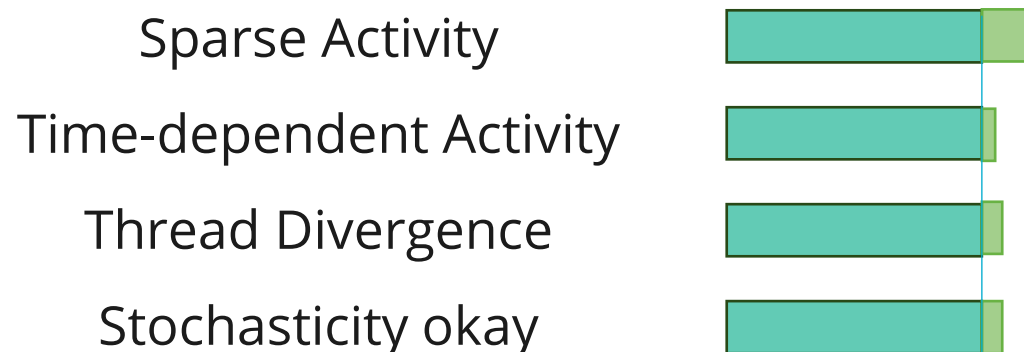 Sparse Activity
Time-dependent Activity
Thread Divergence
Stochasticity okay